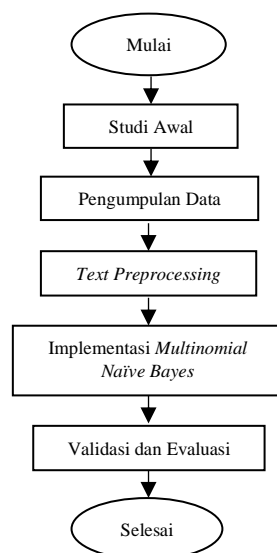 Mulai
Studi Awal
Pengumpulan Data
Text Preprocessing
Implementasi Multinomial
Naïve Bayes
Validasi dan Evaluasi
Selesai